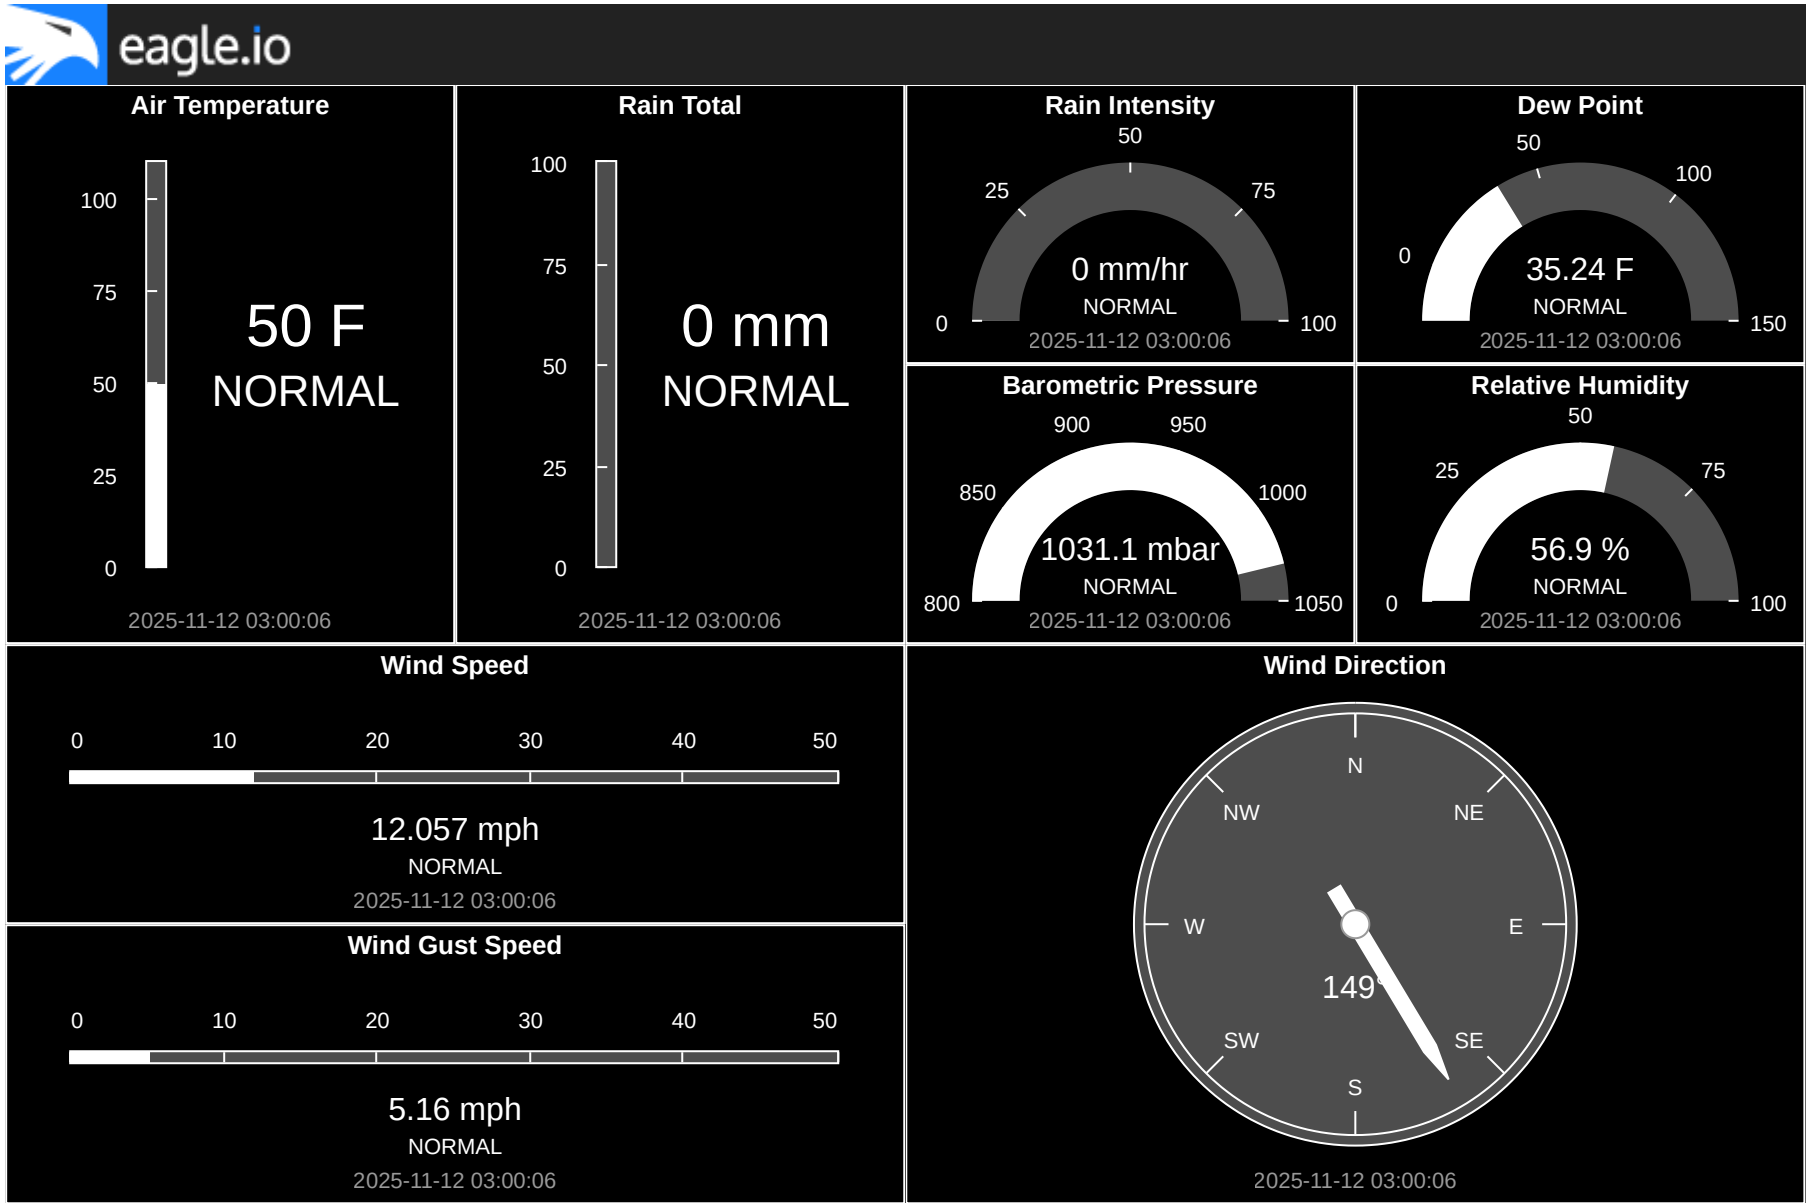 eagle.io
Air Temperature
100
75
50
25
0
50 F
NORMAL
2025-11-12 03:00:06
Rain Total
100
75
50
25
0
0 mm
NORMAL
2025-11-12 03:00:06
Rain Intensity
0
25
50
75
100
0 mm/hr
NORMAL
2025-11-12 03:00:06
Dew Point
0
50
100
150
35.24 F
NORMAL
2025-11-12 03:00:06
Barometric Pressure
800
850
900
950
1000
1050
1031.1 mbar
NORMAL
2025-11-12 03:00:06
Relative Humidity
0
25
50
75
100
56.9 %
NORMAL
2025-11-12 03:00:06
Wind Speed
0 10 20 30 40 50
12.057 mph
NORMAL
2025-11-12 03:00:06
Wind Gust Speed
0 10 20 30 40 50
5.16 mph
NORMAL
2025-11-12 03:00:06
Wind Direction
N
NW NE
W E
149°
SW SE
S
2025-11-12 03:00:06